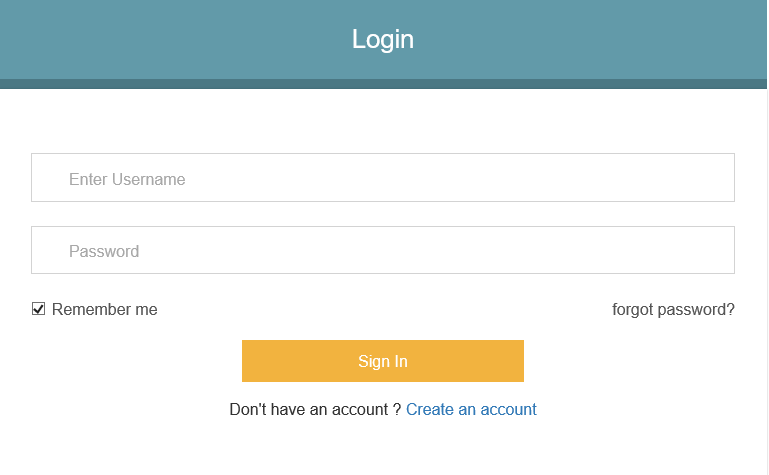 Login
Enter Username
Password
Remember me forgot password?
Sign In
Don't have an account ? Create an account